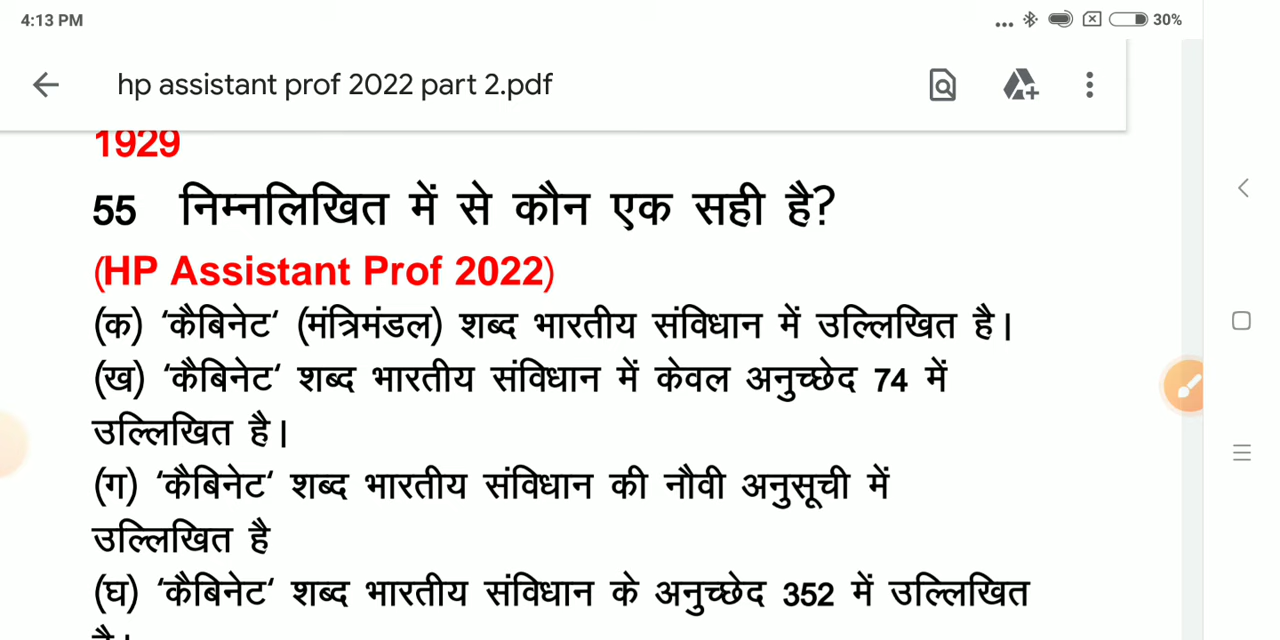 4:13 PM
30%
hp assistant prof 2022 part 2.pdf
1929
55 निम्नलिखित में से कौन एक सही है?
(HP Assistant Prof 2022)
(क) ‘कैबिनेट‘ (मंत्रिमंडल) शब्द भारतीय संविधान में उल्लिखित है।
(ख) ‘कैबिनेट‘ शब्द भारतीय संविधान में केवल अनुच्छेद 74 में
उल्लिखित है।
(ग) ‘कैबिनेट‘ शब्द भारतीय संविधान की नौवी अनुसूची में
उल्लिखित है
(घ) ‘कैबिनेट‘ शब्द भारतीय संविधान के अनुच्छेद 352 में उल्लिखित
है।